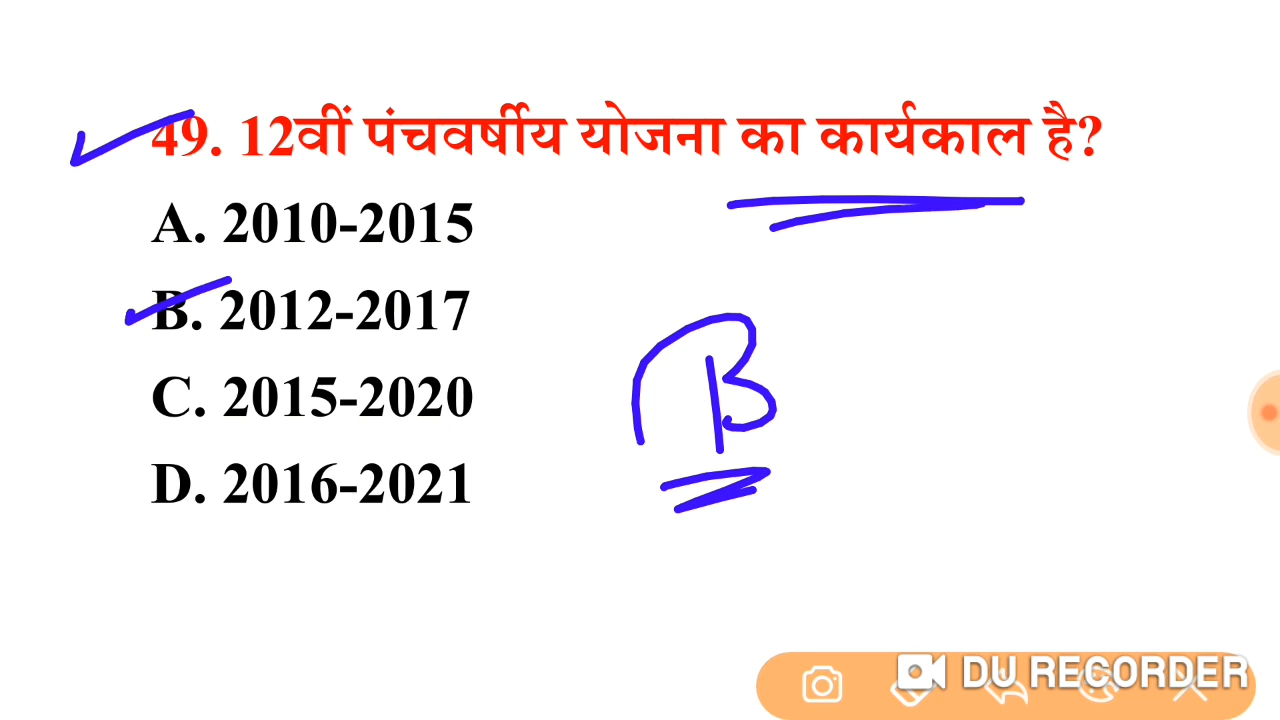 49. 12वीं पंचवर्षीय योजना का कार्यकाल है?
A. 2010-2015
B. 2012-2017
C. 2015-2020
D. 2016-2021
B
DU RECORDER